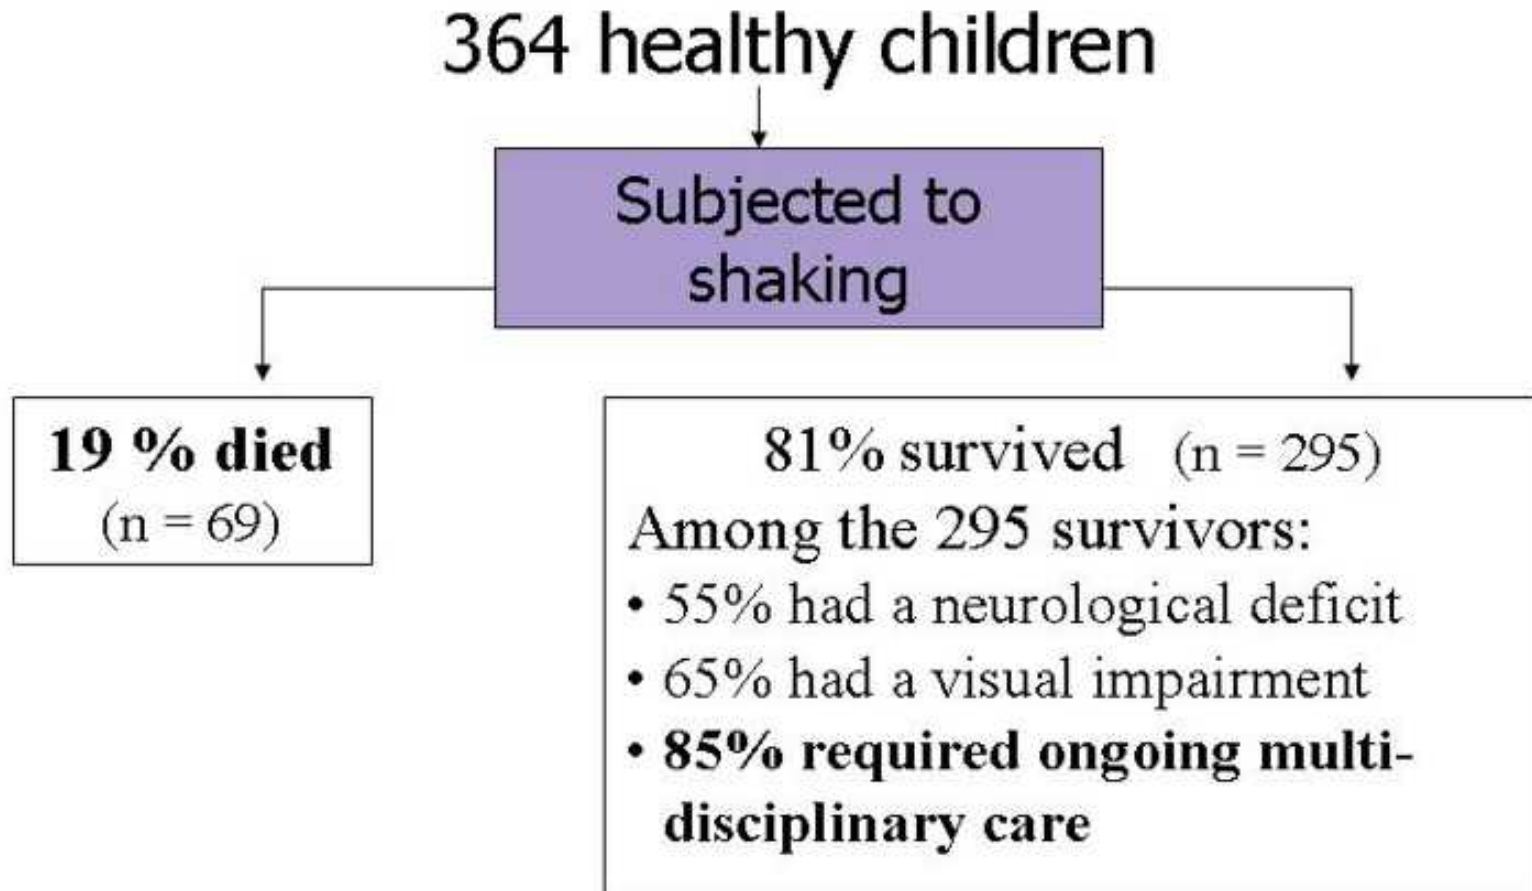 364 healthy children
Subjected to
shaking
19 % died
(n = 69)
81% survived (n = 295)
Among the 295 survivors:
• 55% had a neurological deficit
• 65% had a visual impairment
• 85% required ongoing multi-
disciplinary care